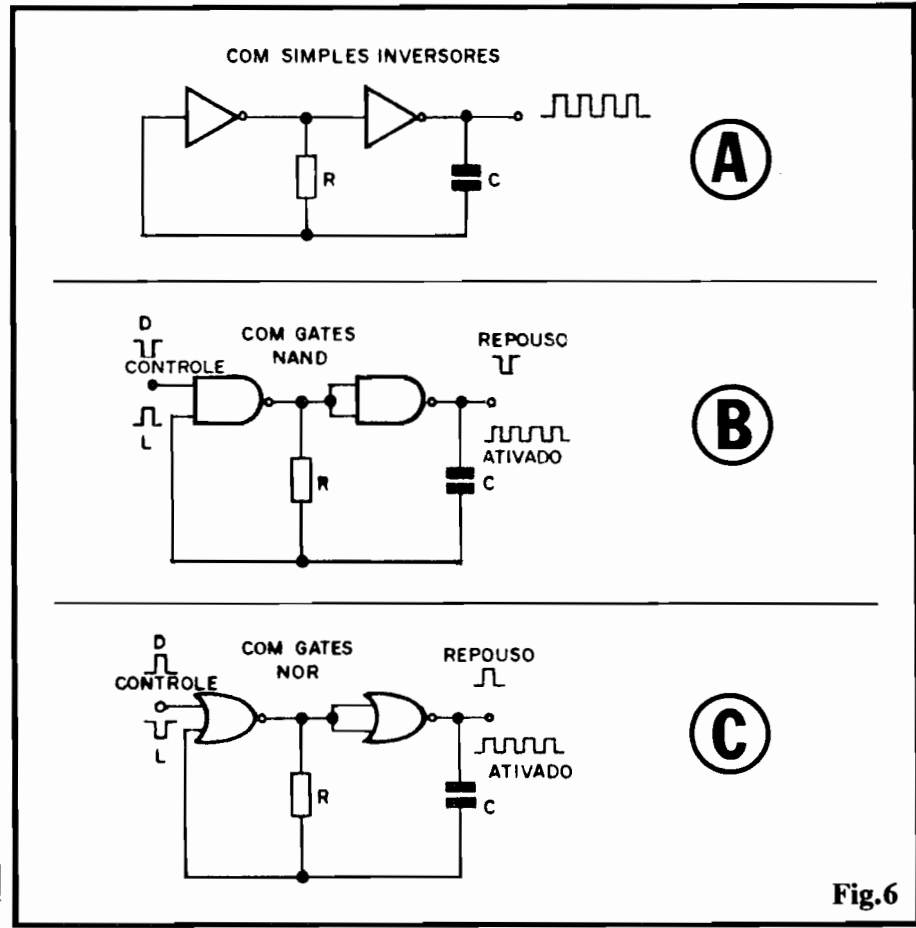 COM SIMPLES INVERSORES
R
C
A
D
CONTROLE
L
COM GATES
NAND
REPOUSO
ATIVADO
R
C
B
D
CONTROLE
L
COM GATES
NOR
REPOUSO
ATIVADO
R
C
C
Fig.6